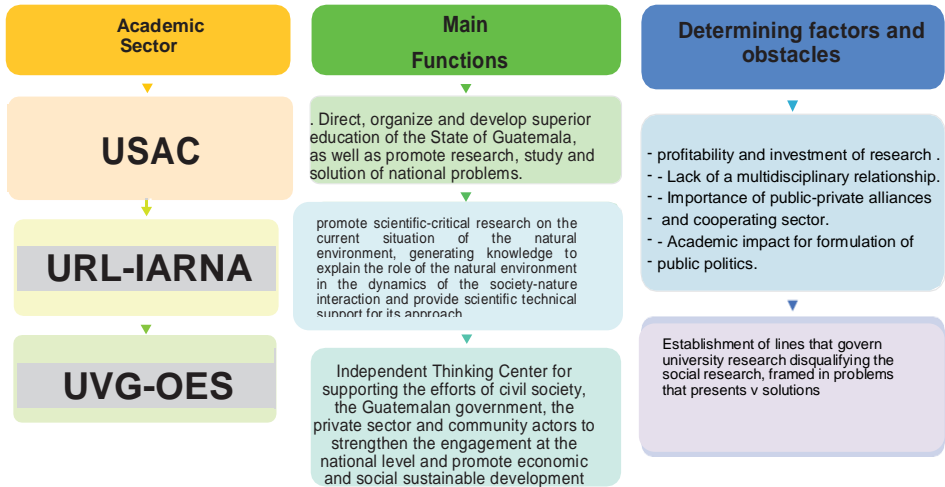 Academic
Sector
USAC
URL-IARNA
UVG-OES
Main
Functions
. Direct, organize and develop superior
education of the State of Guatemala,
as well as promote research, study and
solution of national problems.
promote scientific-critical research on the
current situation of the natural
environment, generating knowledge to
explain the role of the natural environment
in the dynamics of the society-nature
interaction and provide scientific technical
support for its approach
Independent Thinking Center for
supporting the efforts of civil society,
the Guatemalan government, the
private sector and community actors to
strengthen the engagement at the
national level and promote economic
and social sustainable development
Determining factors and
obstacles
- profitability and investment of research .
- - Lack of a multidisciplinary relationship.
- - Importance of public-private alliances
- and cooperating sector.
- - Academic impact for formulation of
- public politics.
Establishment of lines that govern
university research disqualifying the
social research, framed in problems
that presents v solutions